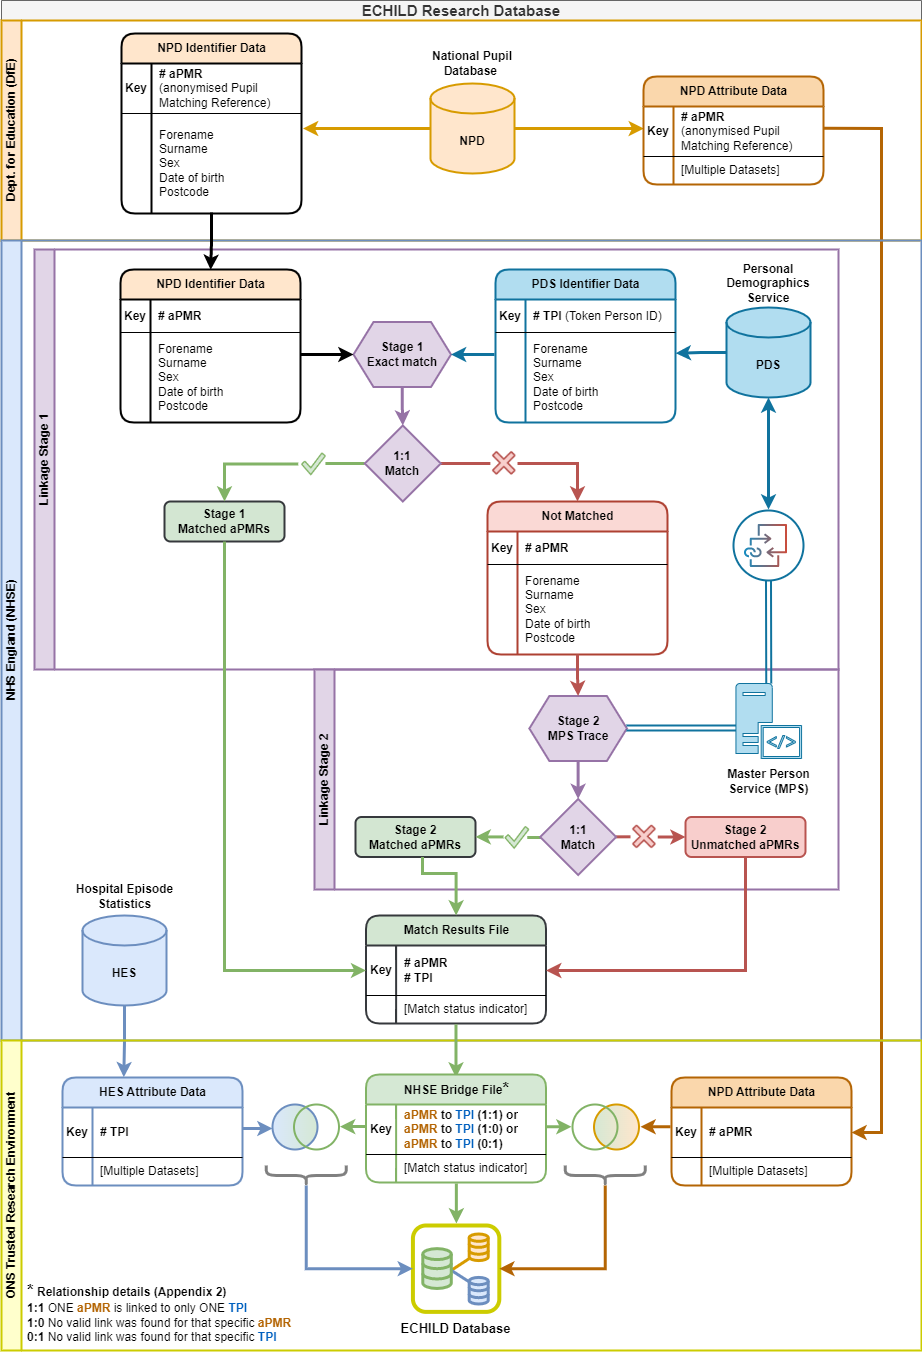 ECHILD Research Database
Dept. for Education (DfE)
NPD Identifier Data
Key
# aPMR
(anonymised Pupil
Matching Reference)
Forename
Surname
Sex
Date of birth
Postcode
National Pupil
Database
NPD
NPD Attribute Data
Key
# aPMR
(anonymised Pupil
Matching Reference)
[Multiple Datasets]
NHS England (NHSE)
Linkage Stage 1
NPD Identifier Data
Key
# aPMR
Forename
Surname
Sex
Date of birth
Postcode
Stage 1
Exact match
PDS Identifier Data
Key
# TPI (Token Person ID)
Forename
Surname
Sex
Date of birth
Postcode
Personal
Demographics
Service
PDS
1:1
Match
Stage 1
Matched aPMRs
Not Matched
Key
# aPMR
Forename
Surname
Sex
Date of birth
Postcode
Linkage Stage 2
Stage 2
MPS Trace
</>
Master Person
Service (MPS)
1:1
Match
Stage 2
Matched aPMRs
Stage 2
Unmatched aPMRs
Hospital Episode
Statistics
HES
Match Results File
Key
# aPMR
# TPI
[Match status indicator]
ONS Trusted Research Environment
HES Attribute Data
Key
# TPI
[Multiple Datasets]
NHSE Bridge File*
Key
aPMR to TPI (1:1) or
aPMR to TPI (1:0) or
aPMR to TPI (0:1)
[Match status indicator]
NPD Attribute Data
Key
# aPMR
[Multiple Datasets]
ECHILD Database
* Relationship details (Appendix 2)
1:1 ONE aPMR is linked to only ONE TPI
1:0 No valid link was found for that specific aPMR
0:1 No valid link was found for that specific TPI